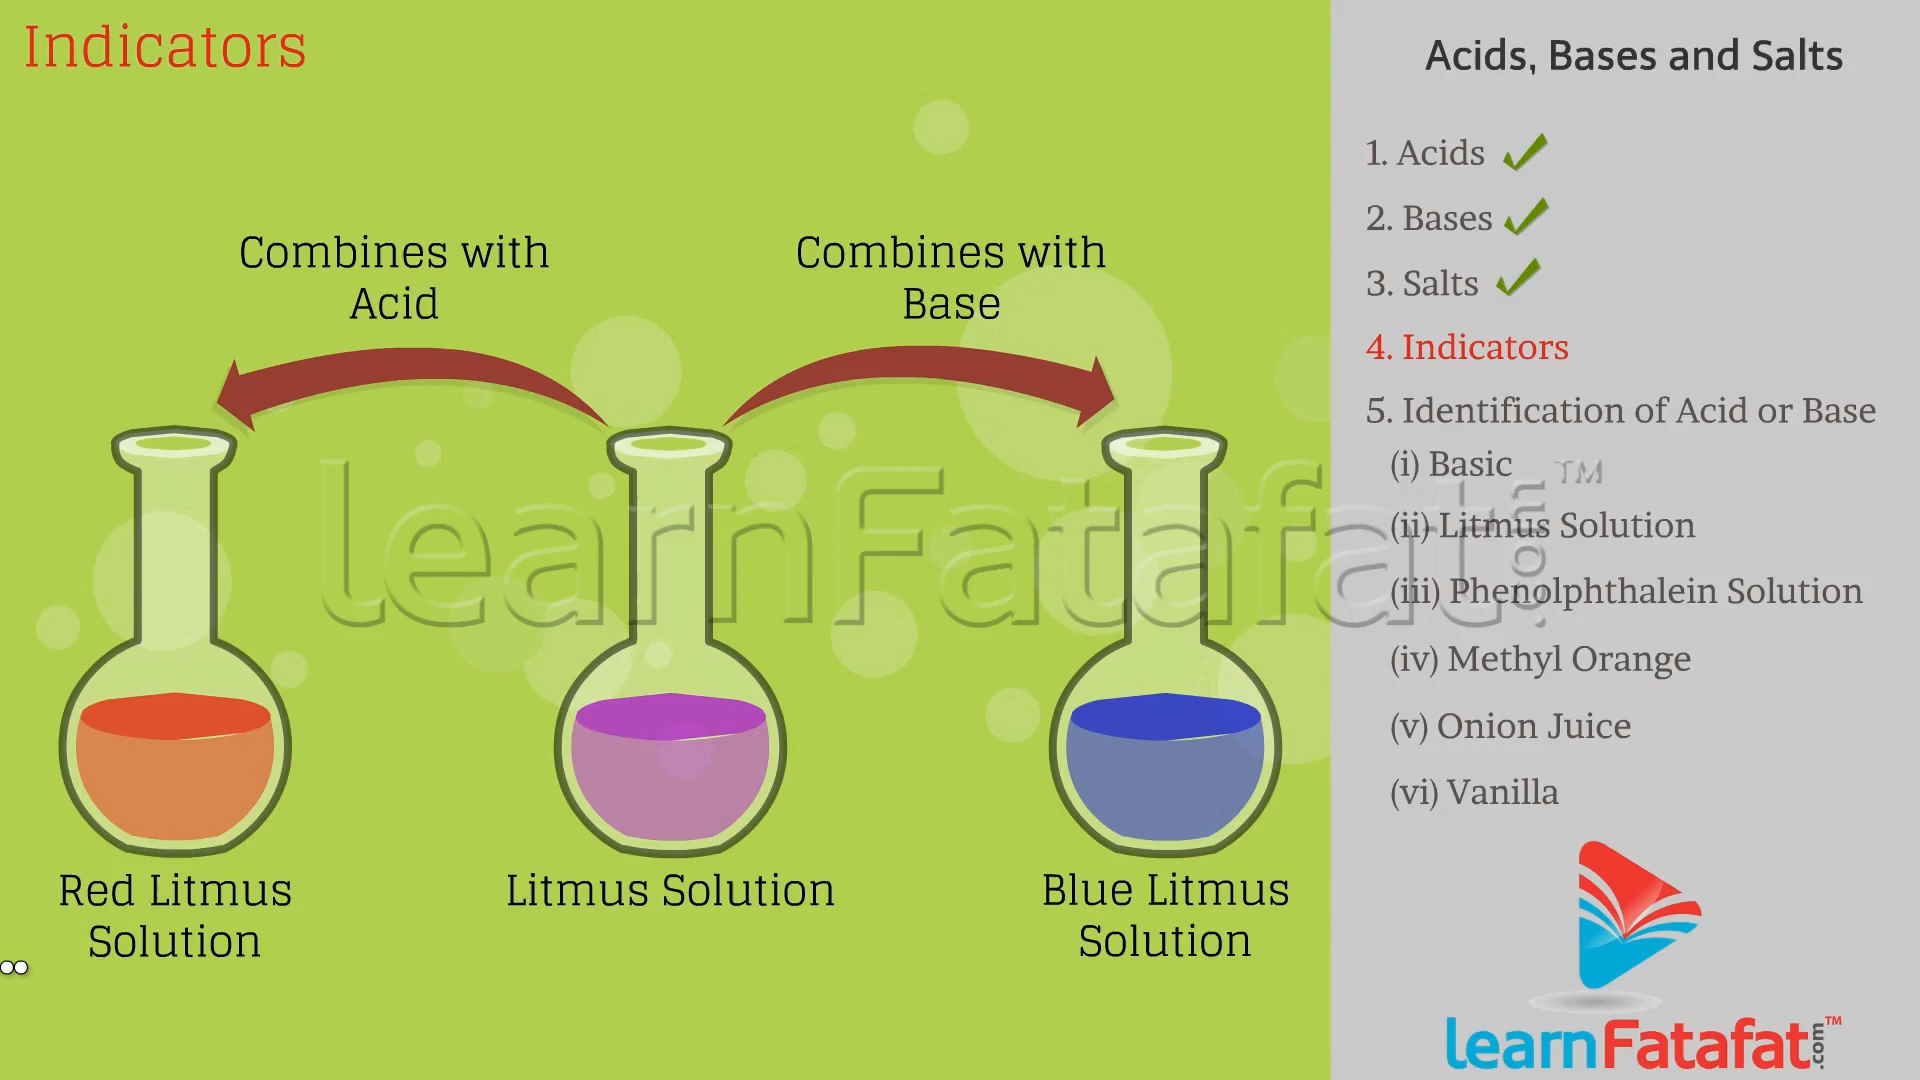 Indicators
Combines with
Acid
Combines with
Base
Red Litmus
Solution
Litmus Solution
Blue Litmus
Solution
learnFatafat.com™
Acids, Bases and Salts
1. Acids
2. Bases
3. Salts
4. Indicators
5. Identification of Acid or Base
(i) Basic
(ii) Litmus Solution
(iii) Phenolphthalein Solution
(iv) Methyl Orange
(v) Onion Juice
(vi) Vanilla
learnFatafat.com™